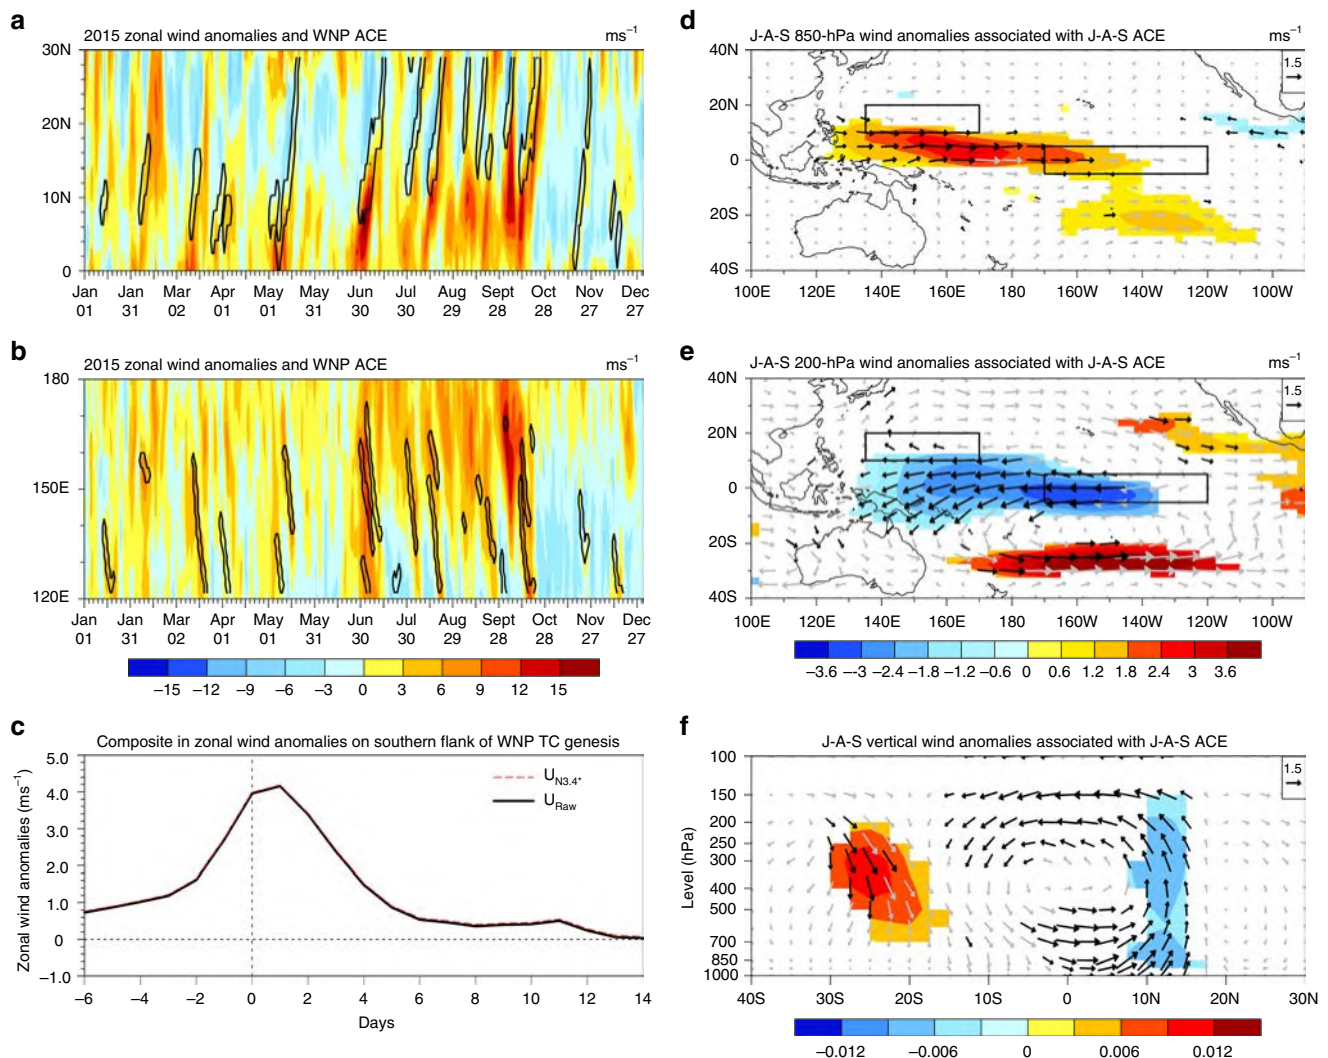 a
2015 zonal wind anomalies and WNP ACE ms⁻¹
30N
20N
10N
0
Jan Jan Mar Apr May May Jun Jul Aug Sept Oct Nov Dec
01 31 02 01 01 31 30 30 29 28 28 27 27
b
2015 zonal wind anomalies and WNP ACE ms⁻¹
180
150E
120E
Jan Jan Mar Apr May May Jun Jul Aug Sept Oct Nov Dec
01 31 02 01 01 31 30 30 29 28 28 27 27
−15 −12 −9 −6 −3 0 3 6 9 12 15
c
Composite in zonal wind anomalies on southern flank of WNP TC genesis
Zonal wind anomalies (ms⁻¹)
5.0
4.0
3.0
2.0
1.0
0
−1.0
U_N3.4*
U_Raw
−6 −4 −2 0 2 4 6 8 10 12 14
Days
d
J-A-S 850-hPa wind anomalies associated with J-A-S ACE ms⁻¹
1.5
40N
20N
0
20S
40S
100E 120E 140E 160E 180 160W 140W 120W 100W
e
J-A-S 200-hPa wind anomalies associated with J-A-S ACE ms⁻¹
1.5
40N
20N
0
20S
40S
100E 120E 140E 160E 180 160W 140W 120W 100W
−3.6 −-3 −2.4 −1.8 −1.2 −0.6 0 0.6 1.2 1.8 2.4 3 3.6
f
J-A-S vertical wind anomalies associated with J-A-S ACE
1.5
Level (hPa)
100
150
200
250
300
400
500
700
850
1000
40S 30S 20S 10S 0 10N 20N 30N
−0.012 −0.006 0 0.006 0.012